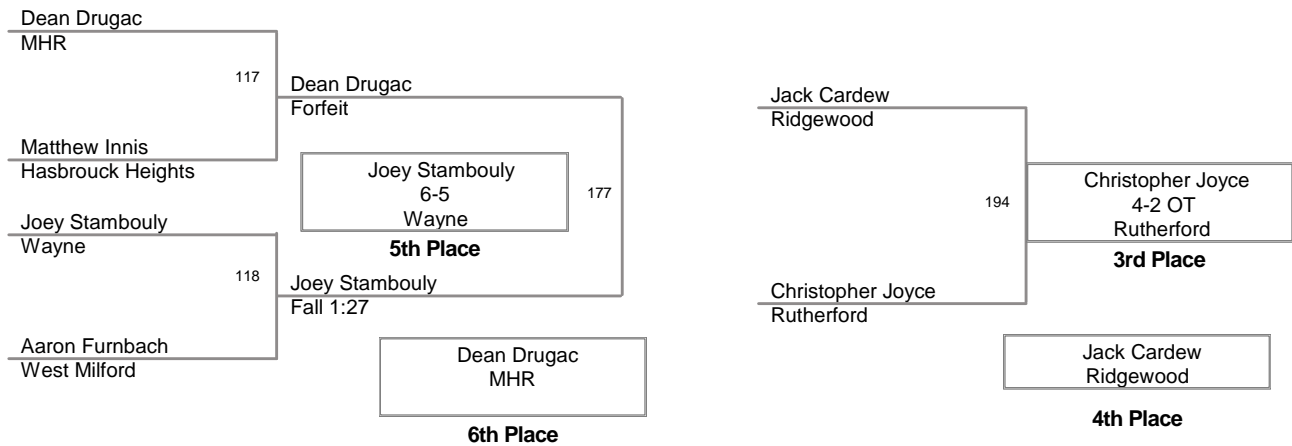 Dean Drugac
MHR
117
Dean Drugac
Forfeit
Matthew Innis
Hasbrouck Heights
Joey Stambouly
6-5
Wayne
5th Place
177
Joey Stambouly
Wayne
118
Joey Stambouly
Fall 1:27
Aaron Furnbach
West Milford
Dean Drugac
MHR
6th Place
Jack Cardew
Ridgewood
194
Christopher Joyce
4-2 OT
Rutherford
3rd Place
Christopher Joyce
Rutherford
Jack Cardew
Ridgewood
4th Place